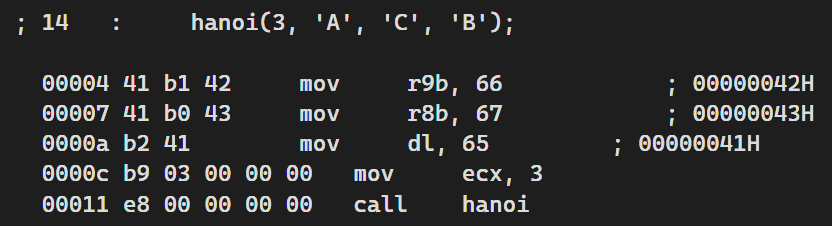 ; 14   :     hanoi(3, 'A', 'C', 'B');
00004 41 b1 42     mov     r9b, 66            ; 00000042H
00007 41 b0 43     mov     r8b, 67            ; 00000043H
0000a b2 41        mov     dl, 65         ; 00000041H
0000c b9 03 00 00 00   mov     ecx, 3
00011 e8 00 00 00 00   call    hanoi